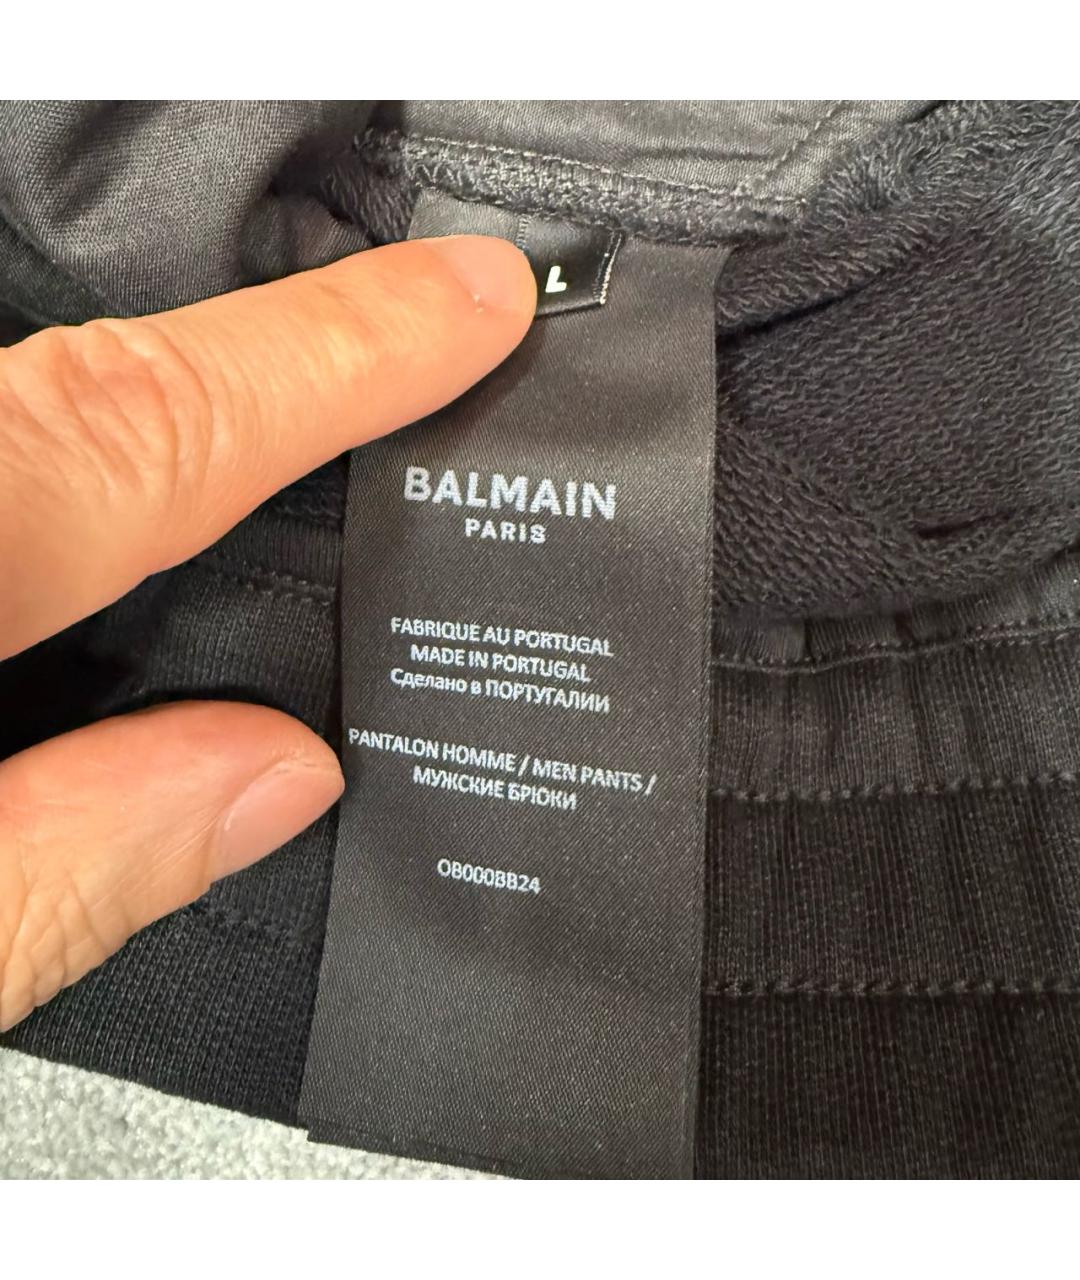 L
BALMAIN
PARIS
FABRIQUE AU PORTUGAL
MADE IN PORTUGAL
Сделано в ПОРТУГАЛИИ
PANTALON HOMME / MEN PANTS /
МУЖСКИЕ БРЮКИ
OB000BB24